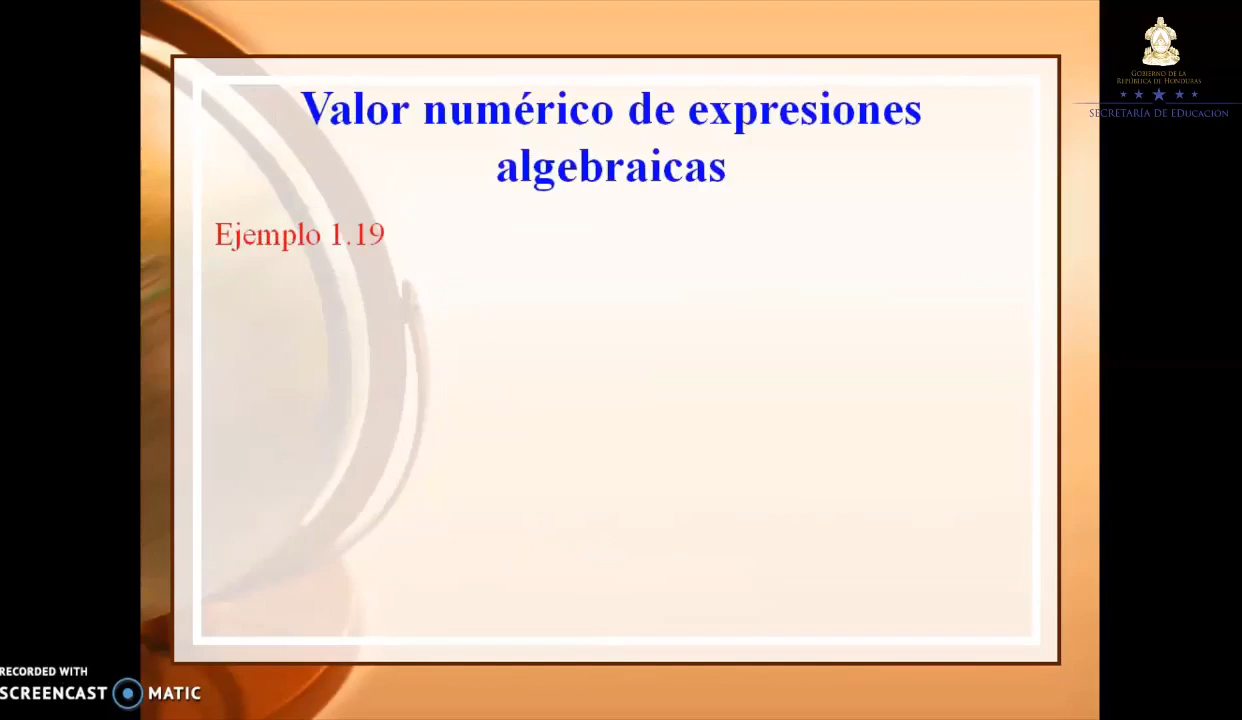 Valor numérico de expresiones
algebraicas
Ejemplo 1.19
GOBIERNO DE LA
REPÚBLICA DE HONDURAS
SECRETARÍA DE EDUCACIÓN
RECORDED WITH
SCREENCAST MATIC